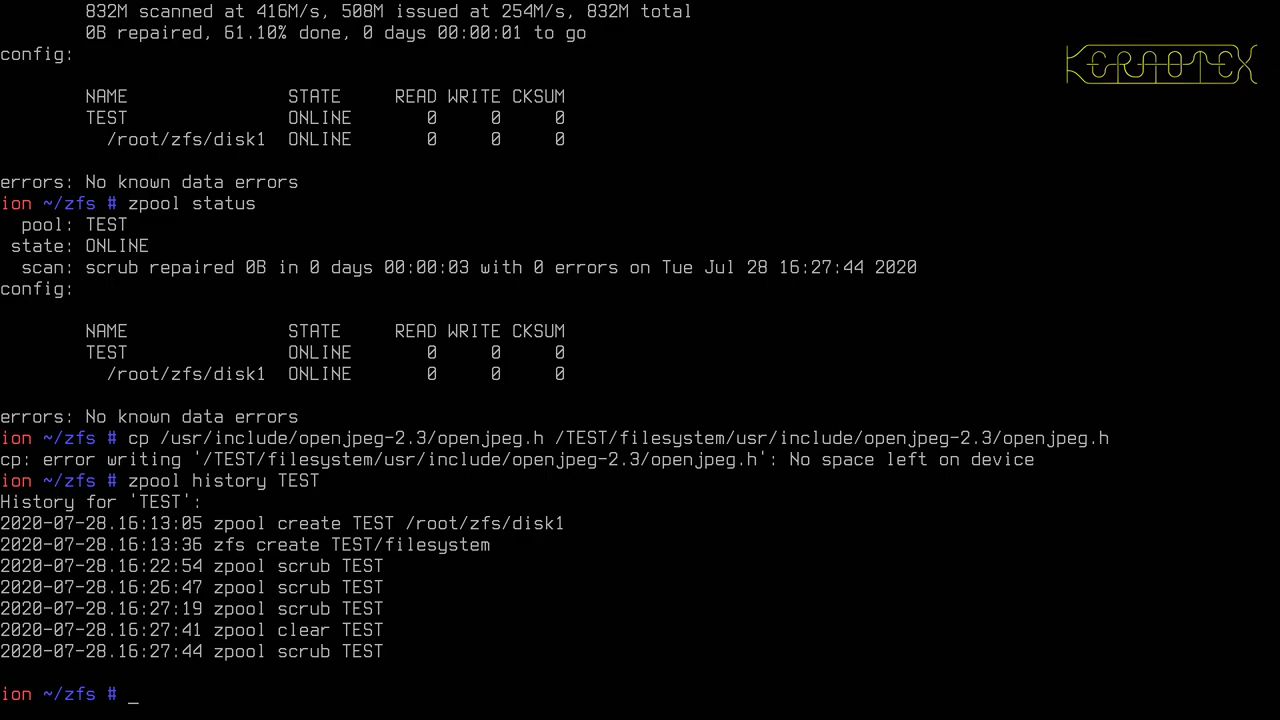 832M scanned at 416M/s, 508M issued at 254M/s, 832M total
0B repaired, 61.10% done, 0 days 00:00:01 to go
config:
NAME STATE READ WRITE CKSUM
TEST ONLINE 0 0 0
/root/zfs/disk1 ONLINE 0 0 0
errors: No known data errors
ion ~/zfs # zpool status
pool: TEST
state: ONLINE
scan: scrub repaired 0B in 0 days 00:00:03 with 0 errors on Tue Jul 28 16:27:44 2020
config:
NAME STATE READ WRITE CKSUM
TEST ONLINE 0 0 0
/root/zfs/disk1 ONLINE 0 0 0
errors: No known data errors
ion ~/zfs # cp /usr/include/openjpeg-2.3/openjpeg.h /TEST/filesystem/usr/include/openjpeg-2.3/openjpeg.h
cp: error writing '/TEST/filesystem/usr/include/openjpeg-2.3/openjpeg.h': No space left on device
ion ~/zfs # zpool history TEST
History for 'TEST':
2020-07-28.16:13:05 zpool create TEST /root/zfs/disk1
2020-07-28.16:13:36 zfs create TEST/filesystem
2020-07-28.16:22:54 zpool scrub TEST
2020-07-28.16:26:47 zpool scrub TEST
2020-07-28.16:27:19 zpool scrub TEST
2020-07-28.16:27:41 zpool clear TEST
2020-07-28.16:27:44 zpool scrub TEST
ion ~/zfs # _